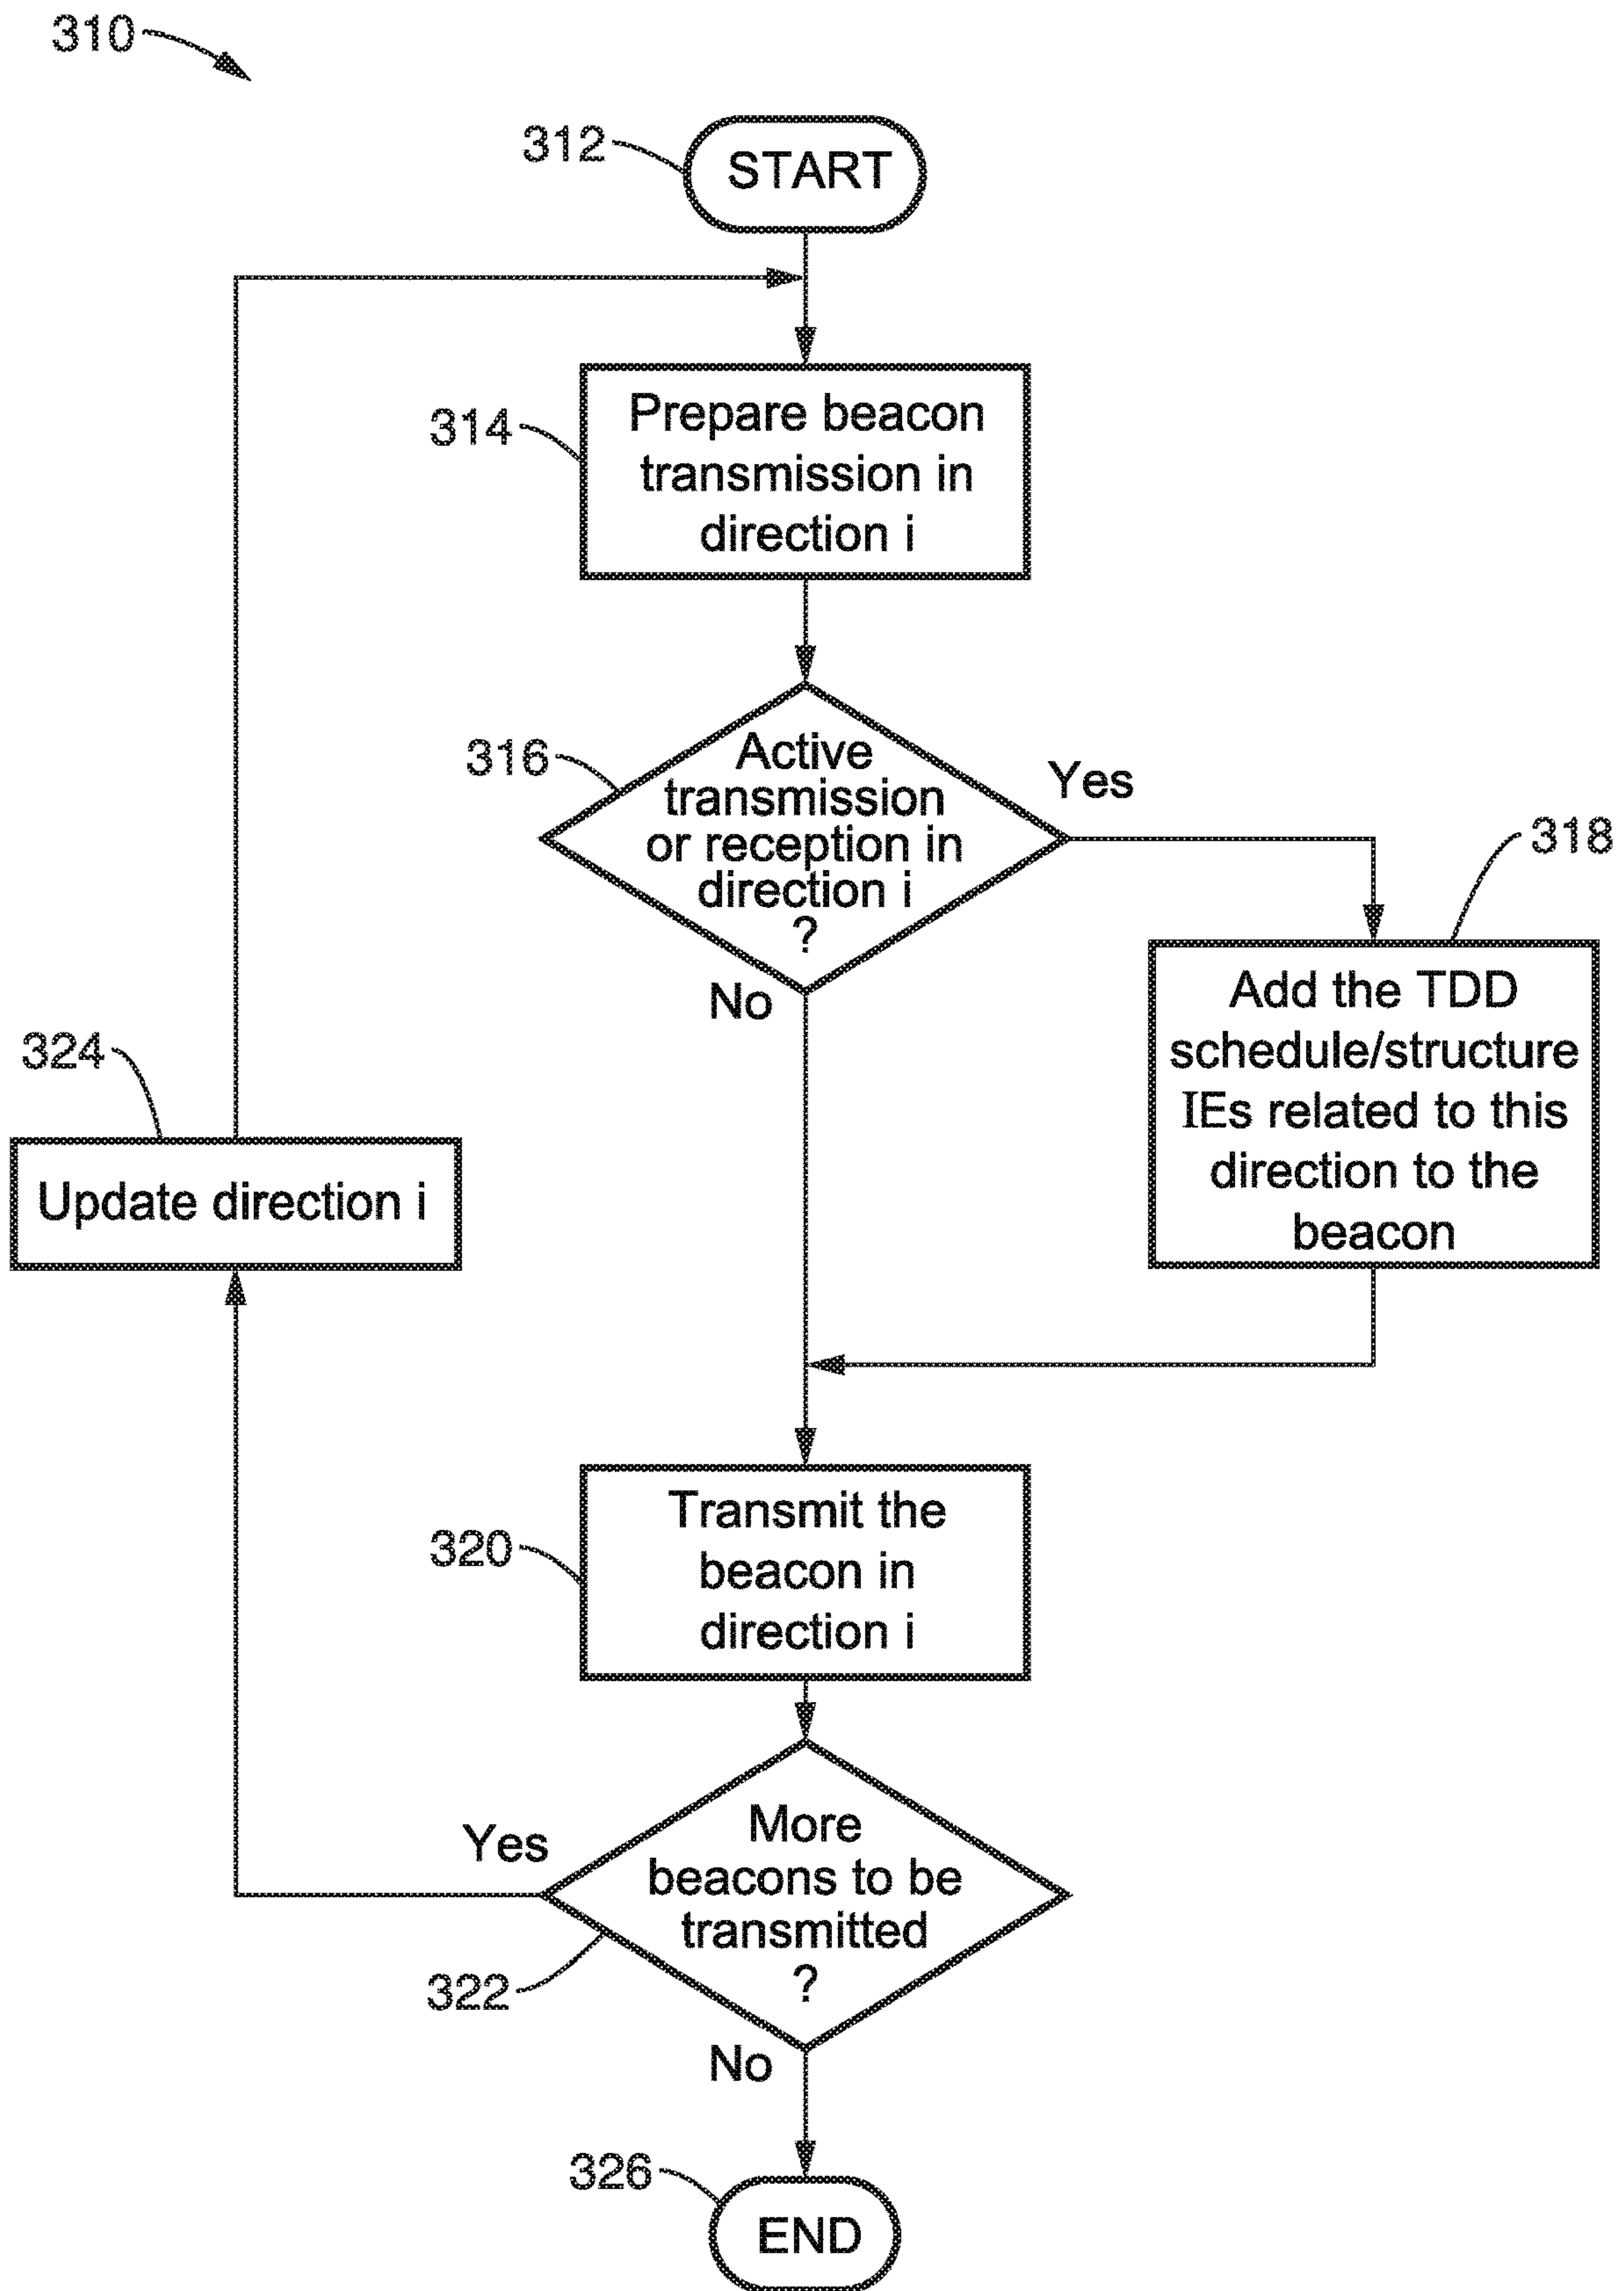 310
312
START
314
Prepare beacon
transmission in
direction i
316
Active
transmission
or reception in
direction i
?
Yes
No
318
Add the TDD
schedule/structure
IEs related to this
direction to the
beacon
324
Update direction i
320
Transmit the
beacon in
direction i
Yes
More
beacons to be
transmitted
?
322
No
326
END